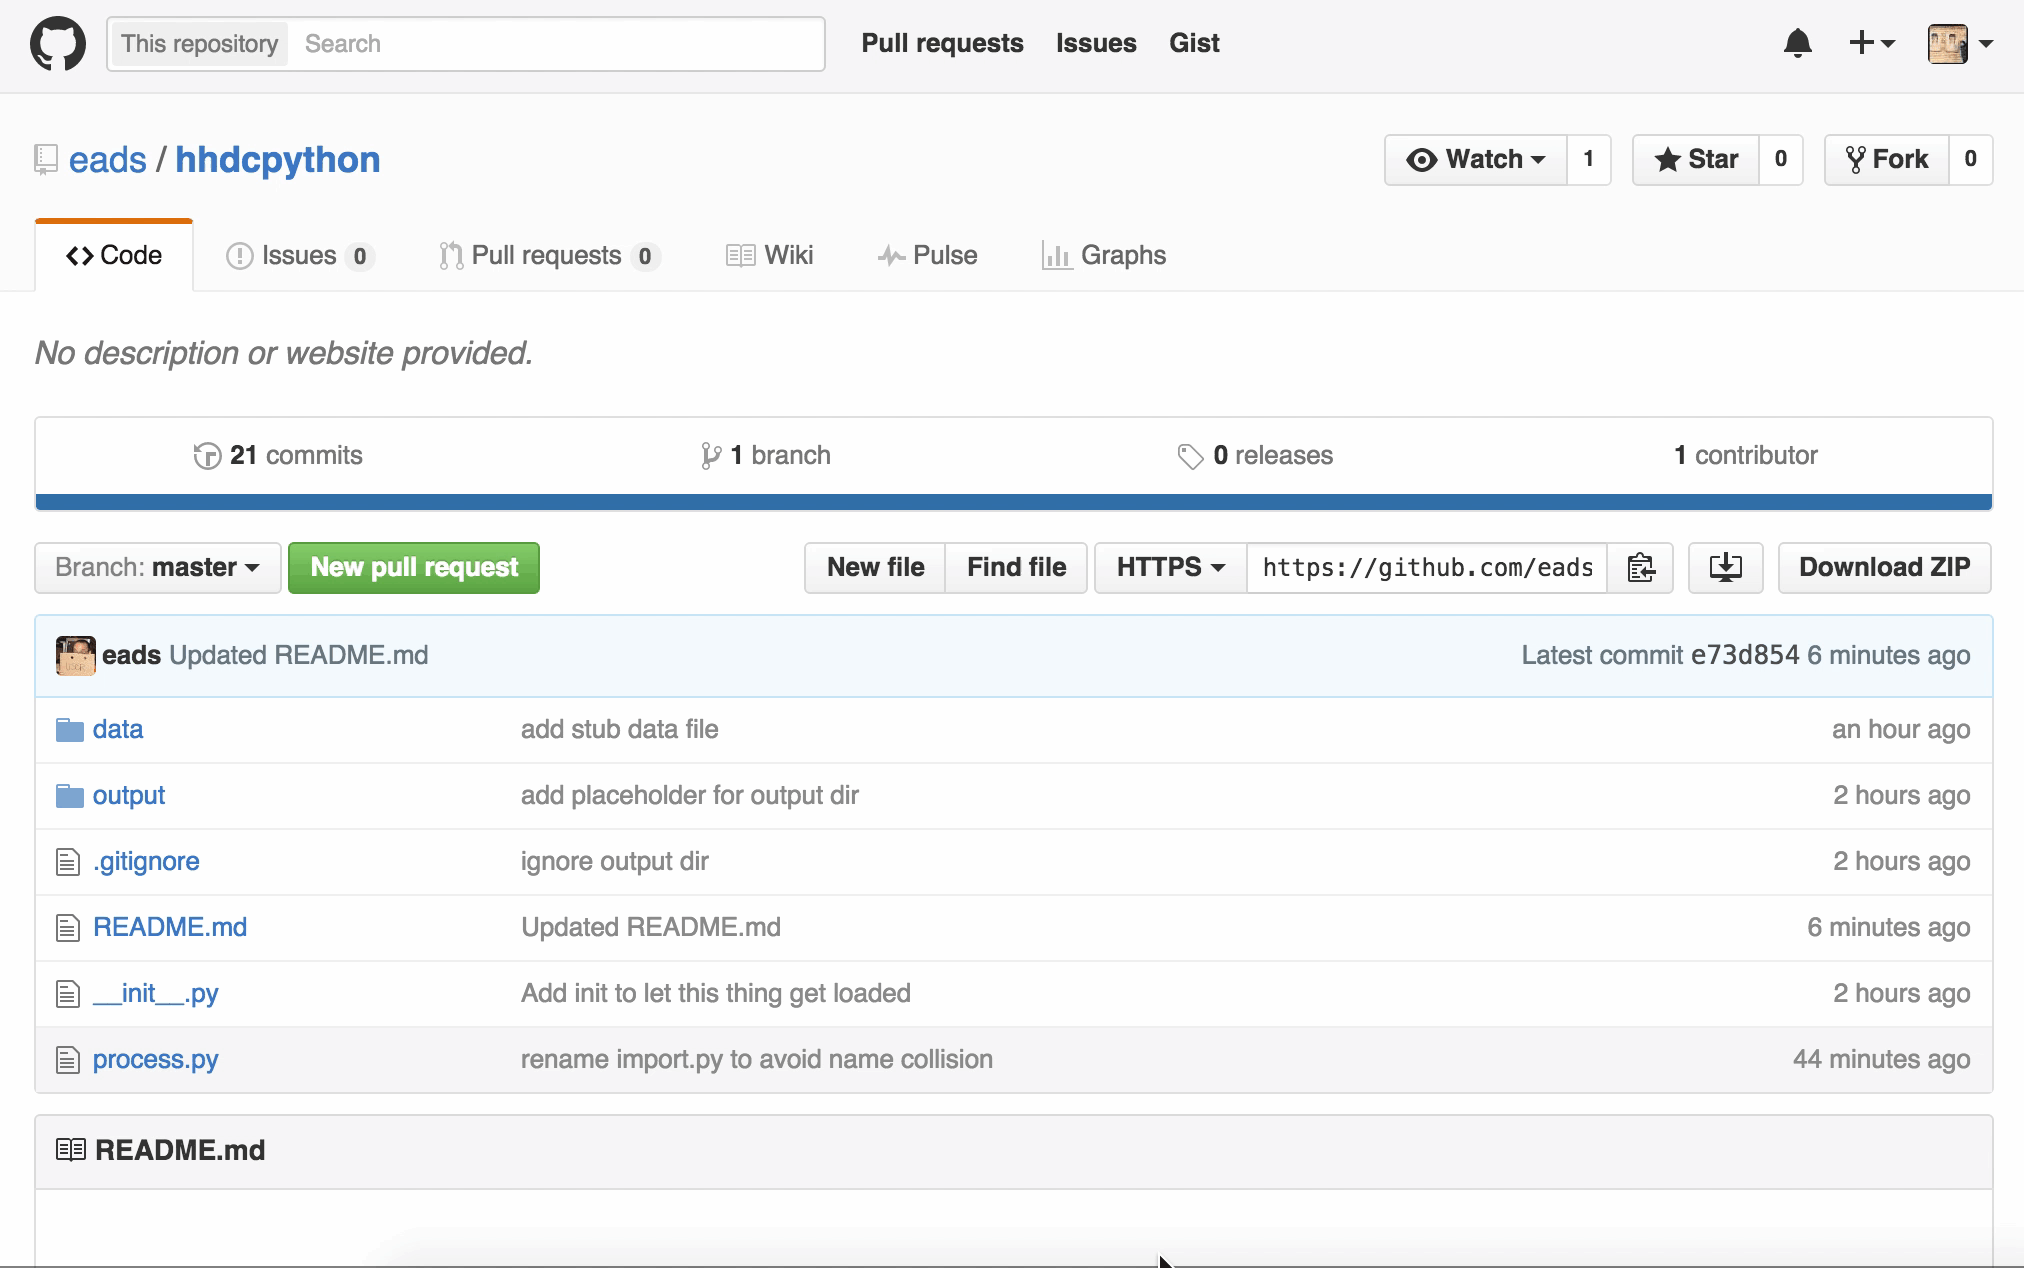 This repository Search Pull requests Issues Gist
eads / hhdcpython Watch 1 Star 0 Fork 0
Code Issues 0 Pull requests 0 Wiki Pulse Graphs
No description or website provided.
21 commits 1 branch 0 releases 1 contributor
Branch: master New pull request New file Find file HTTPS https://github.com/eads Download ZIP
eads Updated README.md Latest commit e73d854 6 minutes ago
data add stub data file an hour ago
output add placeholder for output dir 2 hours ago
.gitignore ignore output dir 2 hours ago
README.md Updated README.md 6 minutes ago
__init__.py Add init to let this thing get loaded 2 hours ago
process.py rename import.py to avoid name collision 44 minutes ago
README.md